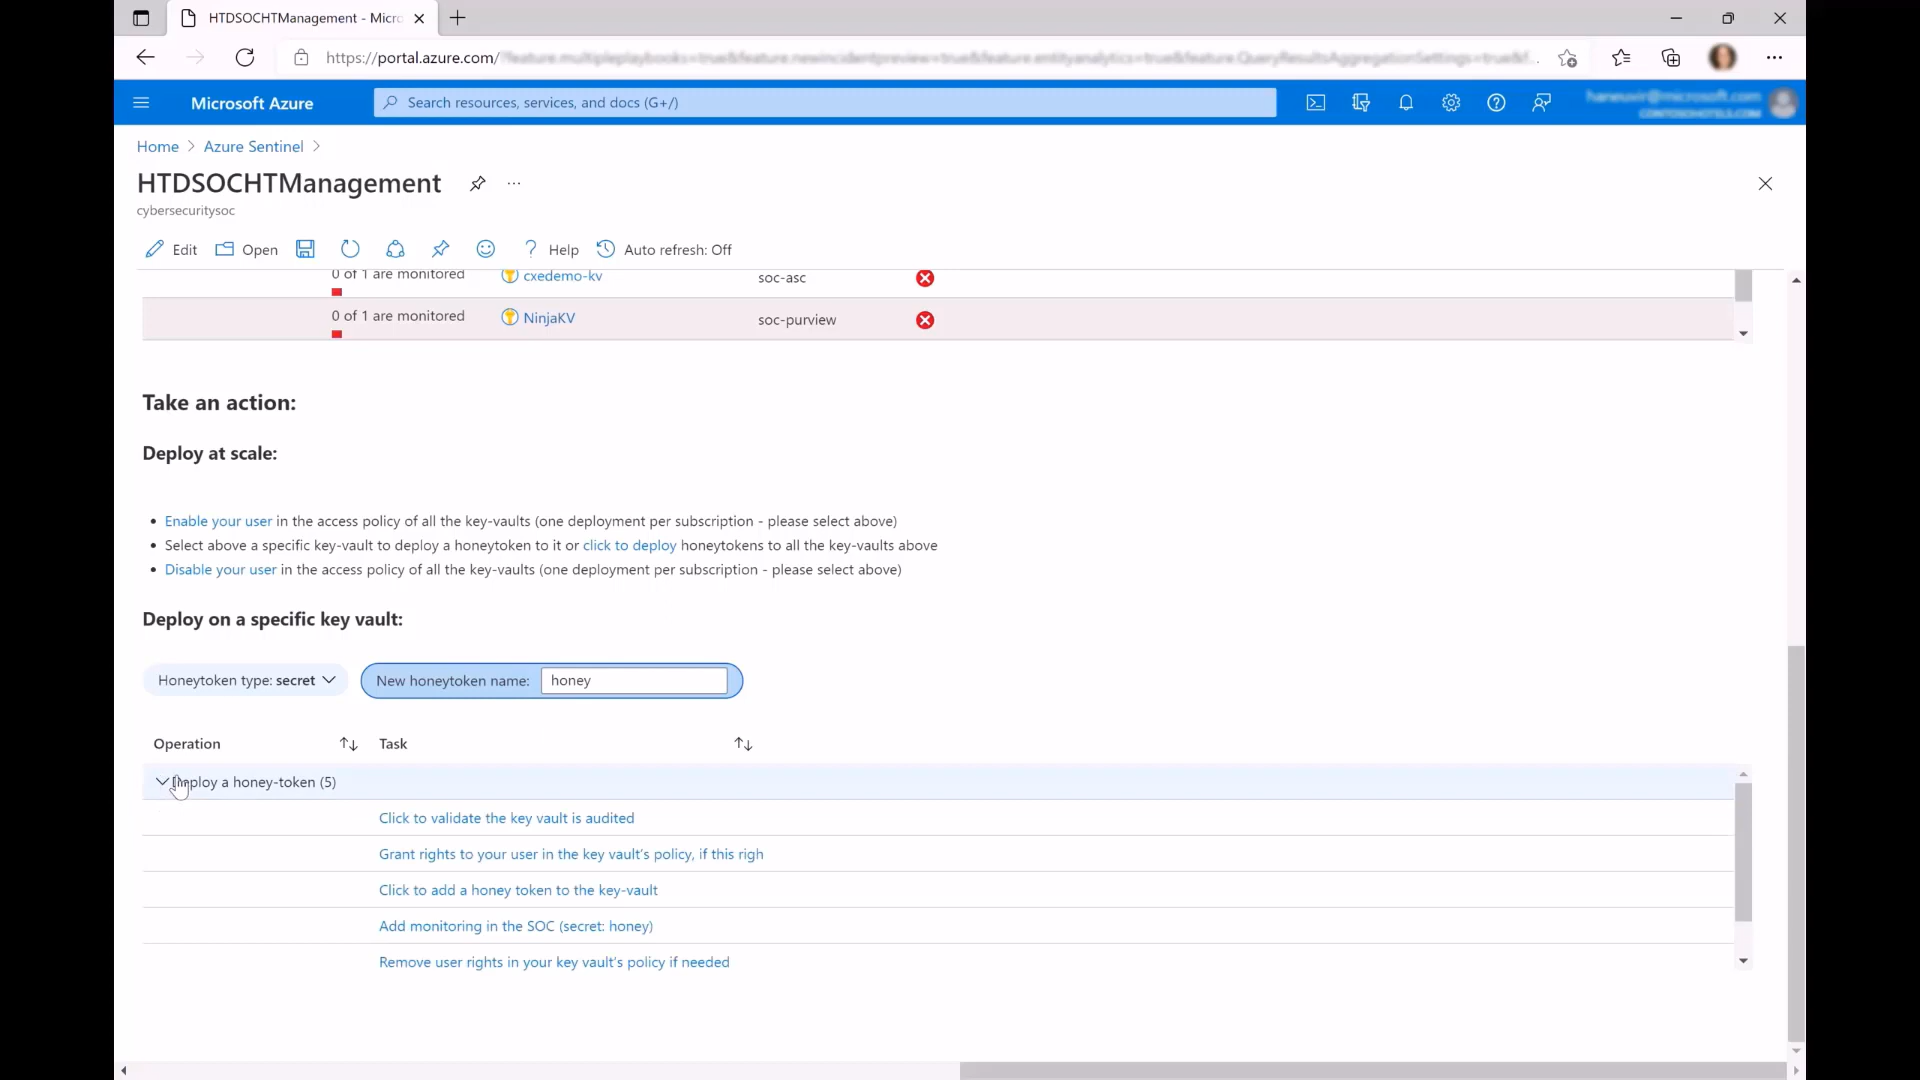 HTDSOCHTManagement - Micro
https://portal.azure.com/
Microsoft Azure
Search resources, services, and docs (G+/)
Home > Azure Sentinel >
HTDSOCHTManagement
cybersecuritysoc
Edit Open Help Auto refresh: Off
0 of 1 are monitored cxedemo-kv soc-asc
0 of 1 are monitored NinjaKV soc-purview
Take an action:
Deploy at scale:
• Enable your user in the access policy of all the key-vaults (one deployment per subscription - please select above)
• Select above a specific key-vault to deploy a honeytoken to it or click to deploy honeytokens to all the key-vaults above
• Disable your user in the access policy of all the key-vaults (one deployment per subscription - please select above)
Deploy on a specific key vault:
Honeytoken type: secret New honeytoken name: honey
Operation Task
Deploy a honey-token (5)
Click to validate the key vault is audited
Grant rights to your user in the key vault's policy, if this righ
Click to add a honey token to the key-vault
Add monitoring in the SOC (secret: honey)
Remove user rights in your key vault's policy if needed